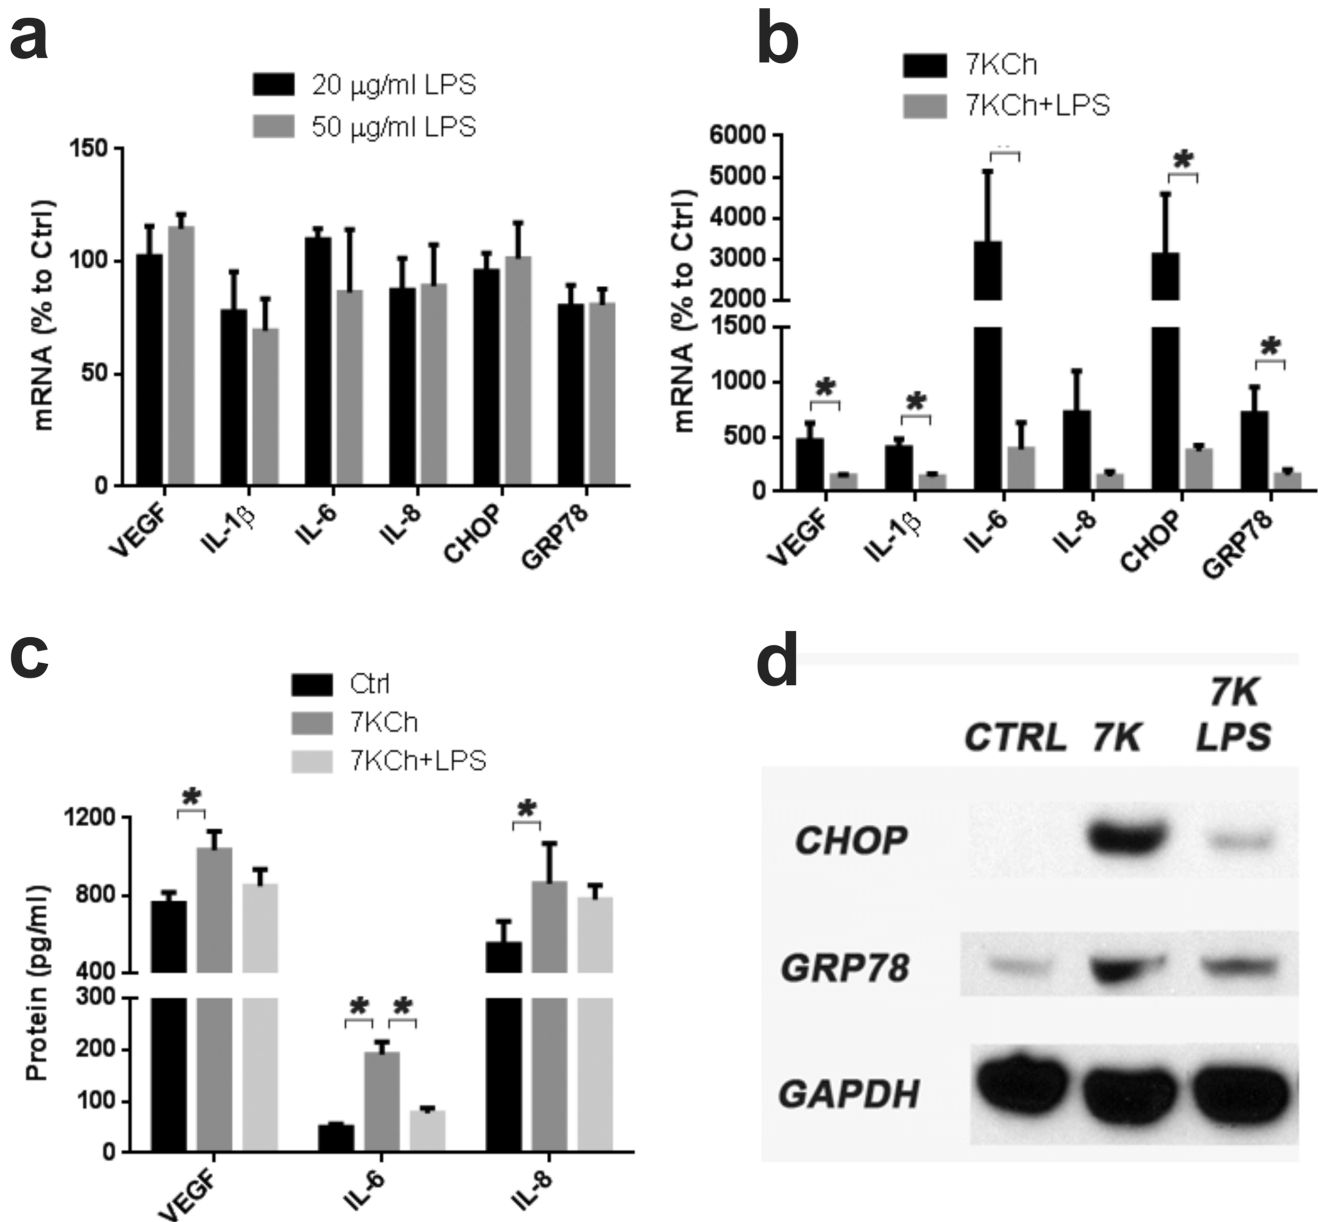 a
20 μg/ml LPS
50 μg/ml LPS
mRNA (% to Ctrl)
150
100
50
0
VEGF
IL-1β
IL-6
IL-8
CHOP
GRP78
b
7KCh
7KCh+LPS
mRNA (% to Ctrl)
6000
5000
4000
3000
2000
1500
1000
500
0
*
*
*
*
VEGF
IL-1β
IL-6
IL-8
CHOP
GRP78
c
Ctrl
7KCh
7KCh+LPS
Protein (pg/ml)
1200
800
400
300
200
100
0
*
*
*
*
VEGF
IL-6
IL-8
d
CTRL 7K 7K LPS
CHOP
GRP78
GAPDH